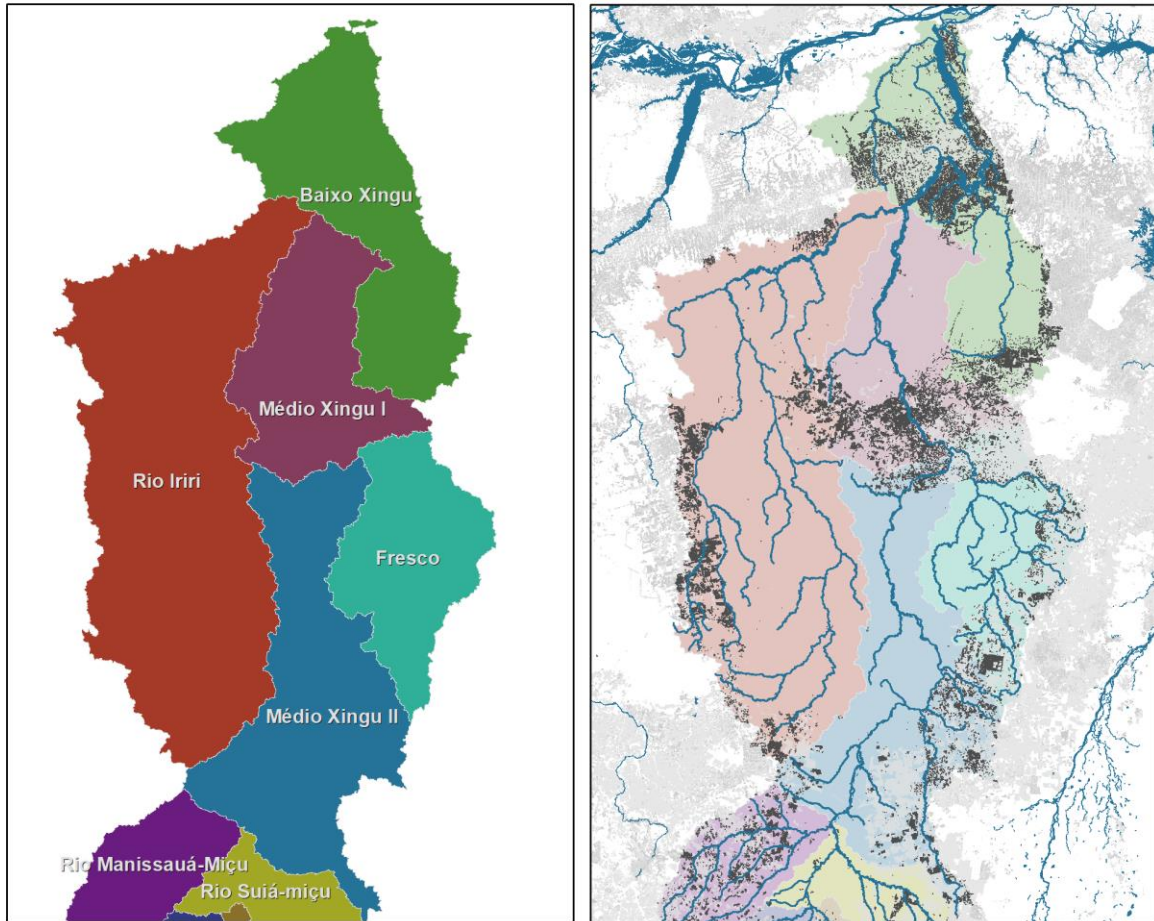 Baixo Xingu
Médio Xingu I
Rio Iriri
Fresco
Médio Xingu II
Rio Manissauá-Miçu
Rio Suiá-miçu